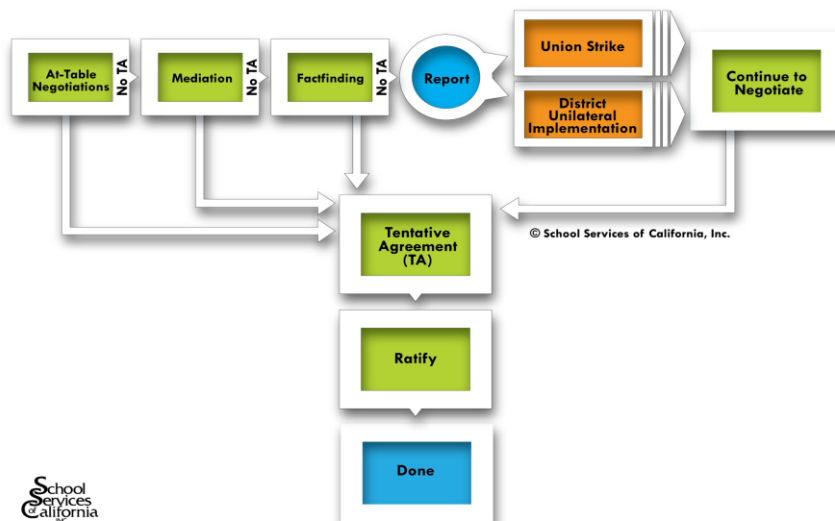 At-Table
Negotiations
No TA
Mediation
No TA
Factfinding
No TA
Report
Union Strike
District
Unilateral
Implementation
Continue to
Negotiate
Tentative
Agreement
(TA)
© School Services of California, Inc.
Ratify
Done
School
Services
of California
INC.